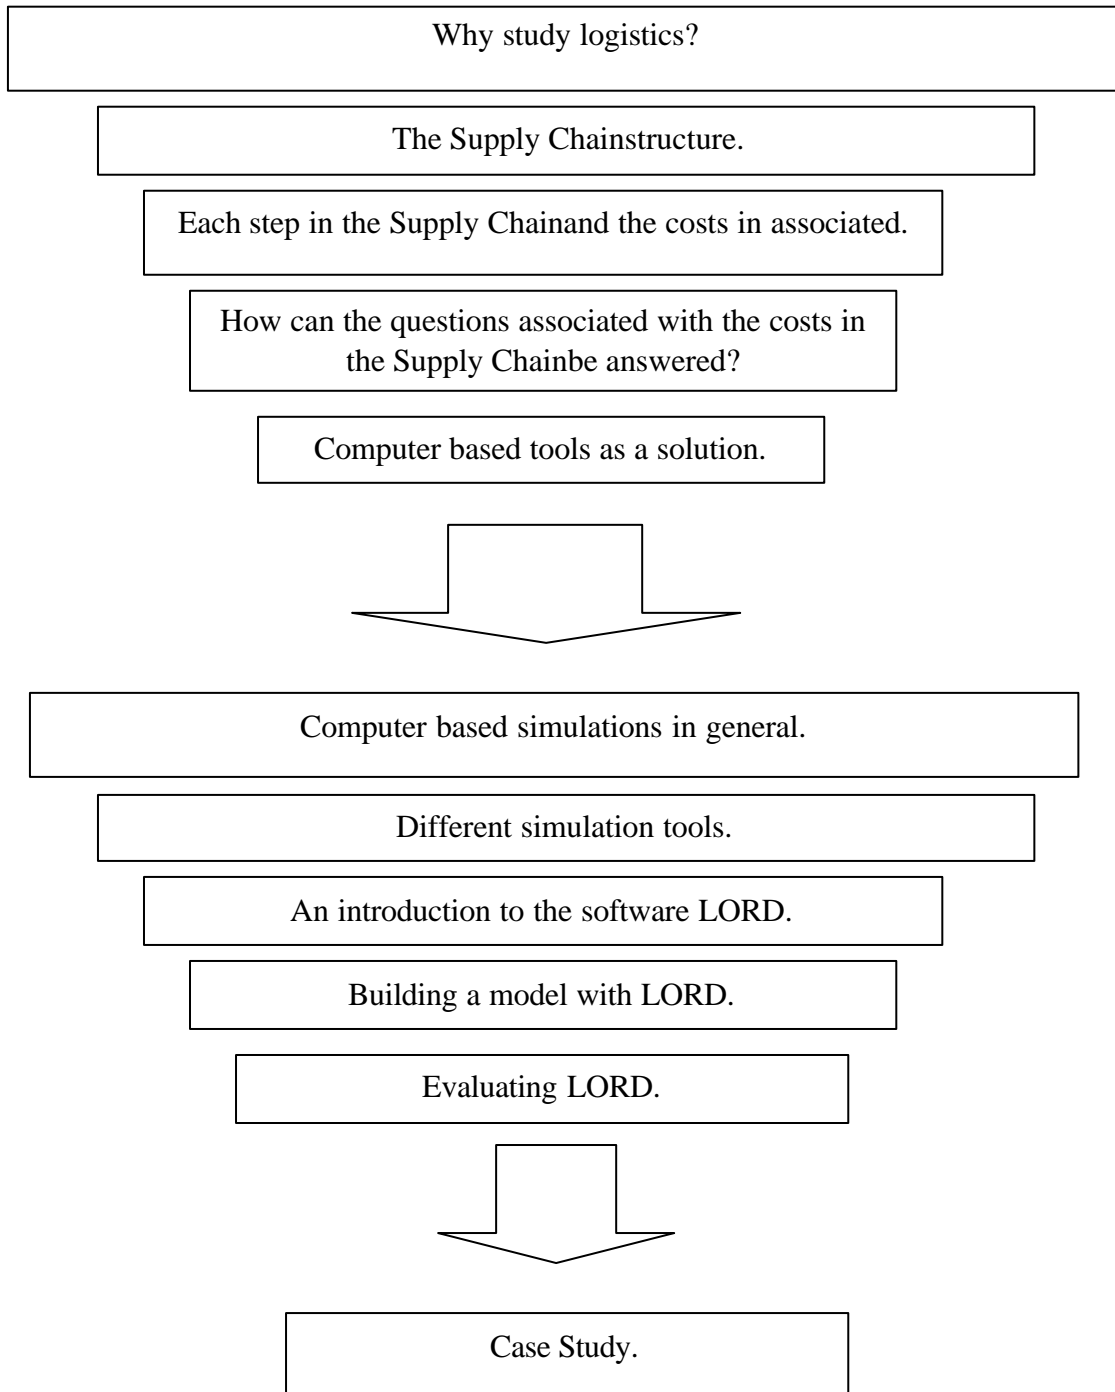 Why study logistics?
The Supply Chainstructure.
Each step in the Supply Chainand the costs in associated.
How can the questions associated with the costs in
the Supply Chainbe answered?
Computer based tools as a solution.
Computer based simulations in general.
Different simulation tools.
An introduction to the software LORD.
Building a model with LORD.
Evaluating LORD.
Case Study.